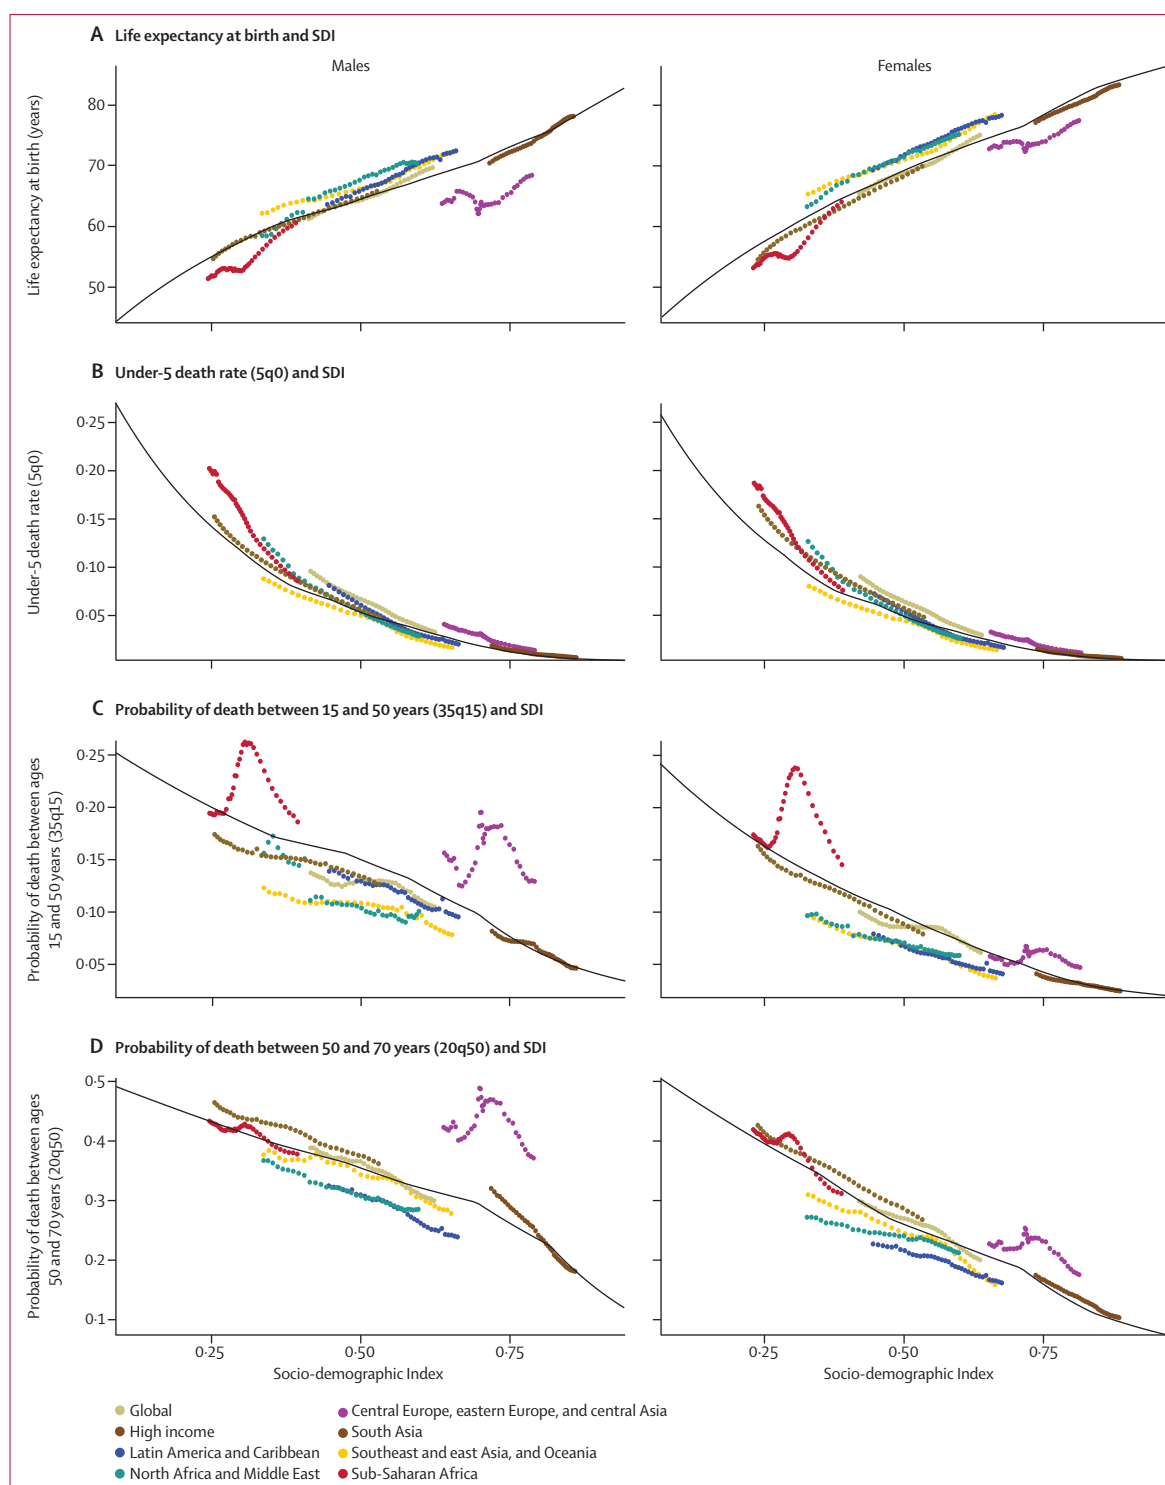 A Life expectancy at birth and SDI
Males
Females
Life expectancy at birth (years)
80
70
60
50
B Under-5 death rate (5q0) and SDI
Under-5 death rate (5q0)
0·25
0·20
0·15
0·10
0·05
C Probability of death between 15 and 50 years (35q15) and SDI
Probability of death between ages
15 and 50 years (35q15)
0·25
0·20
0·15
0·10
0·05
D Probability of death between 50 and 70 years (20q50) and SDI
Probability of death between ages
50 and 70 years (20q50)
0·5
0·4
0·3
0·2
0·1
0·25 0·50 0·75
0·25 0·50 0·75
Socio-demographic Index
Socio-demographic Index
Global
High income
Latin America and Caribbean
North Africa and Middle East
Central Europe, eastern Europe, and central Asia
South Asia
Southeast and east Asia, and Oceania
Sub-Saharan Africa